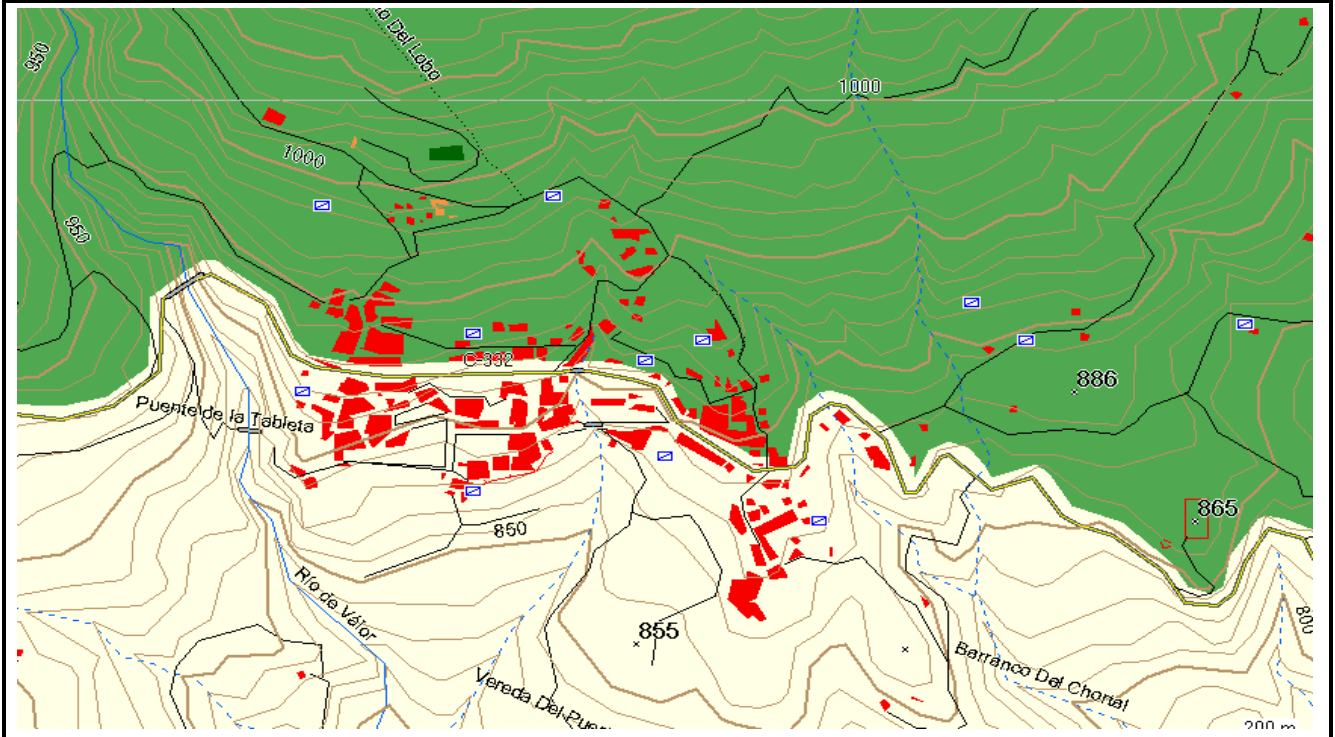 950
Del Lobo
1000
1000
950
C-332
886
Puente de la Tableta
865
850
Río de Válor
855
800
Barranco Del Chortal
Vereda Del
200 m